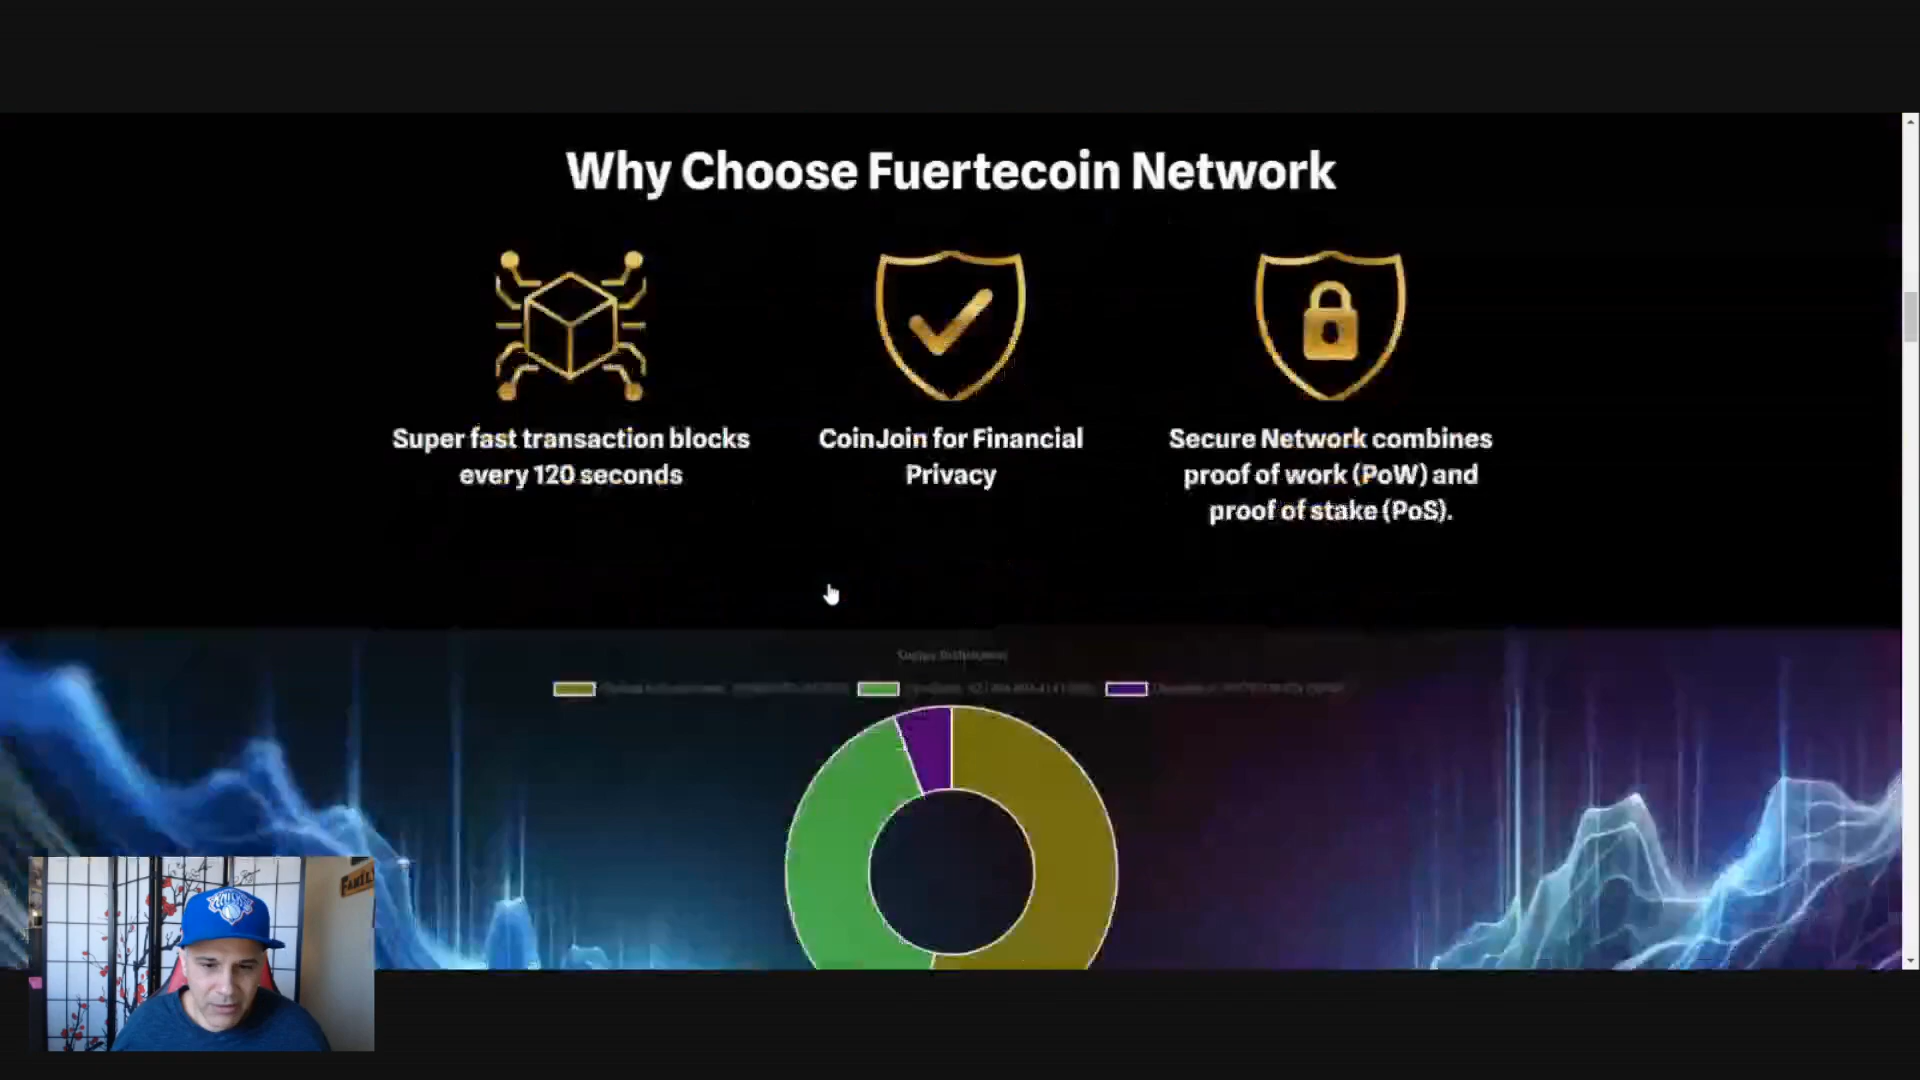 Why Choose Fuertecoin Network
Super fast transaction blocks
every 120 seconds
CoinJoin for Financial
Privacy
Secure Network combines
proof of work (PoW) and
proof of stake (PoS).
FAMILY